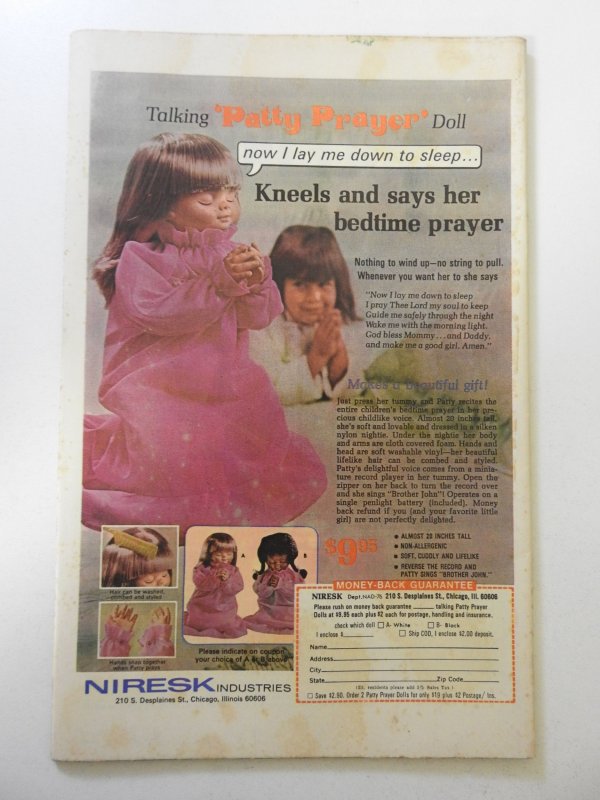 Talking 'Patty Prayer' Doll
now I lay me down to sleep...
Kneels and says her
bedtime prayer
Nothing to wind up—no string to pull.
Whenever you want her to she says
"Now I lay me down to sleep
I pray Thee Lord my soul to keep
Guide me safely through the night
Wake me with the morning light.
God bless Mommy...and Daddy,
and make me a good girl. Amen."
Makes a beautiful gift!
Just press her tummy and Patty recites the
entire children's bedtime prayer in her pre-
cious childlike voice. Almost 20 inches tall,
she's soft and lovable and dressed in a silken
nylon nightie. Under the nightie her body
and arms are cloth covered foam. Hands and
head are soft washable vinyl—her beautiful
lifelike hair can be combed and styled.
Patty's delightful voice comes from a minia-
ture record player in her tummy. Open the
zipper on her back to turn the record over
and she sings "Brother John"! Operates on a
single penlight battery (included). Money
back refund if you (and your favorite little
girl) are not perfectly delighted.
$9.95
• ALMOST 20 INCHES TALL
• NON-ALLERGENIC
• SOFT, CUDDLY AND LIFELIKE
• REVERSE THE RECORD AND
PATTY SINGS "BROTHER JOHN."
Hair can be washed,
combed and styled
Hands snap together
when Patty prays
A
B
Please indicate on coupon
your choice of A or B above
MONEY-BACK GUARANTEE
NIRESK Dept.NAD-76 210 S. Desplaines St., Chicago, Ill. 60606
Please rush on money back guarantee ____ talking Patty Prayer
Dolls at $9.95 each plus $2 each for postage, handling and insurance.
check which doll □ A- White □ B- Black
I enclose $____ □ Ship COD, I enclose $2.00 deposit.
Name
Address
City
State Zip Code
(Ill. residents please add 5% Sales Tax)
□ Save $2.90. Order 2 Patty Prayer Dolls for only $19 plus $2 Postage/ Ins.
NIRESK INDUSTRIES
210 S. Desplaines St., Chicago, Illinois 60606